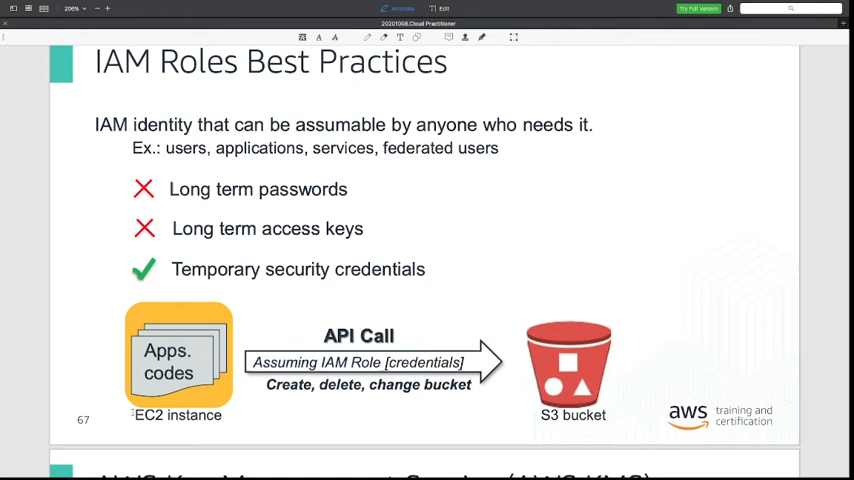 206%
Annotate
Edit
Try Full Version
20201008.Cloud Practitioner
IAM Roles Best Practices
IAM identity that can be assumable by anyone who needs it.
Ex.: users, applications, services, federated users
Long term passwords
Long term access keys
Temporary security credentials
Apps.
codes
API Call
Assuming IAM Role [credentials]
Create, delete, change bucket
EC2 instance
S3 bucket
67
aws training and
certification